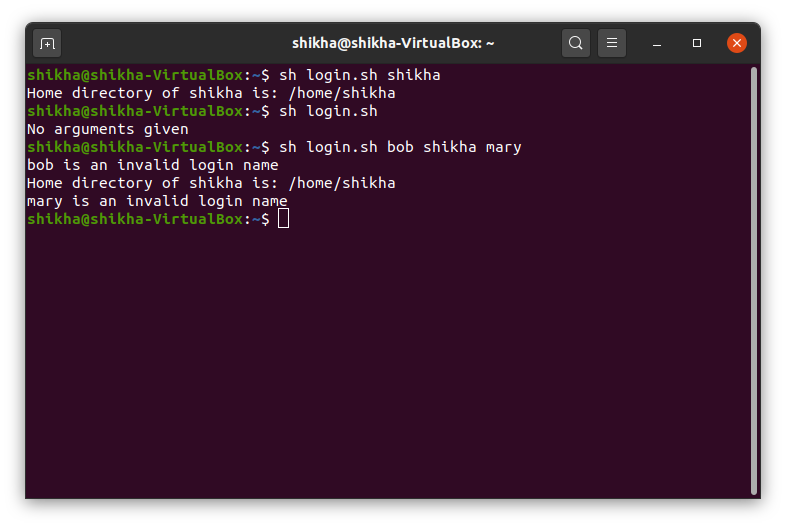 shikha@shikha-VirtualBox: ~
shikha@shikha-VirtualBox:~$ sh login.sh shikha
Home directory of shikha is: /home/shikha
shikha@shikha-VirtualBox:~$ sh login.sh
No arguments given
shikha@shikha-VirtualBox:~$ sh login.sh bob shikha mary
bob is an invalid login name
Home directory of shikha is: /home/shikha
mary is an invalid login name
shikha@shikha-VirtualBox:~$